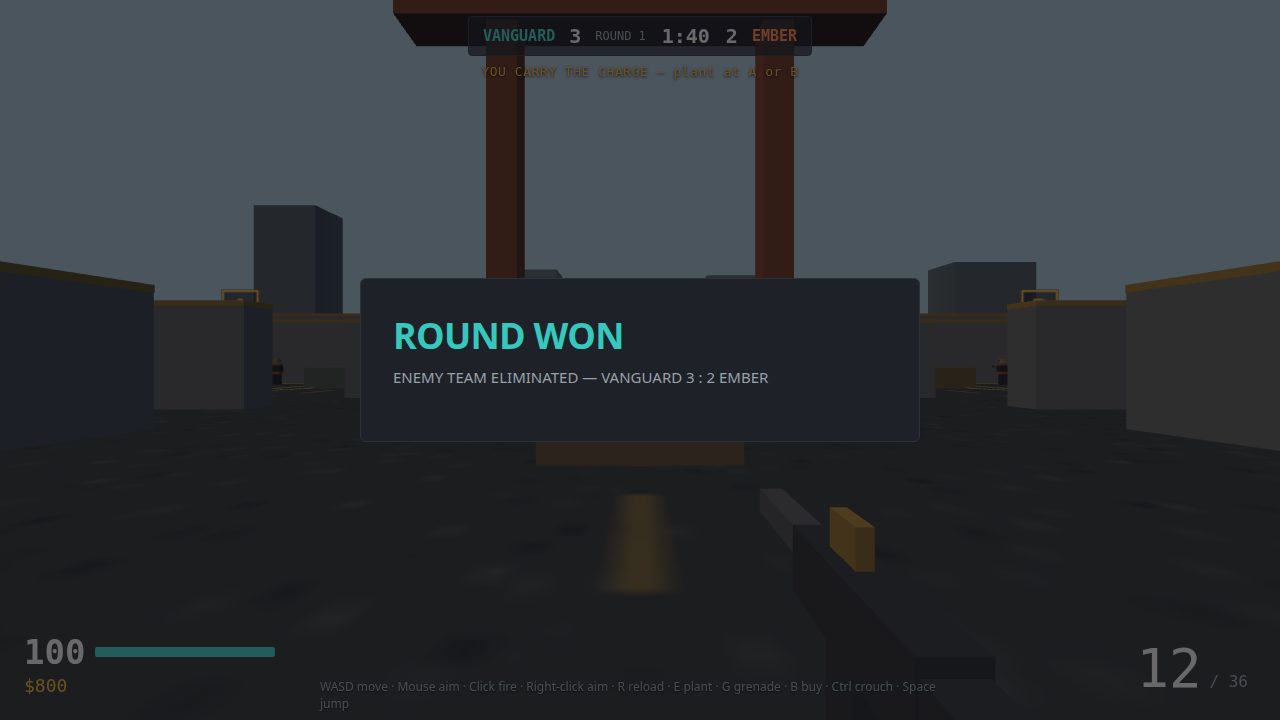 VANGUARD 3 ROUND 1 1:40 2 EMBER
YOU CARRY THE CHARGE — plant at A or B
ROUND WON
ENEMY TEAM ELIMINATED — VANGUARD 3 : 2 EMBER
100
$800
WASD move · Mouse aim · Click fire · Right-click aim · R reload · E plant · G grenade · B buy · Ctrl crouch · Space
jump
12 / 36